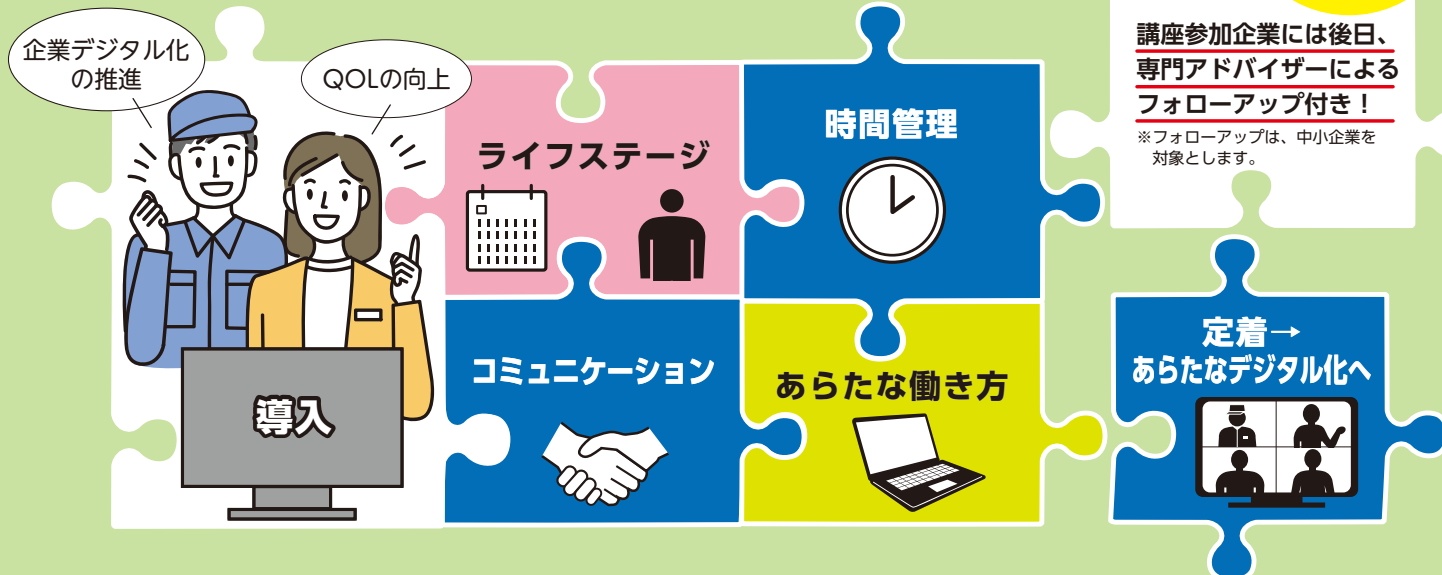 企業デジタル化
の推進
QOLの向上
導入
ライフステージ
時間管理
コミュニケーション
あらたな働き方
講座参加企業には後日、
専門アドバイザーによる
フォローアップ付き！
※フォローアップは、中小企業を
対象とします。
定着→
あらたなデジタル化へ